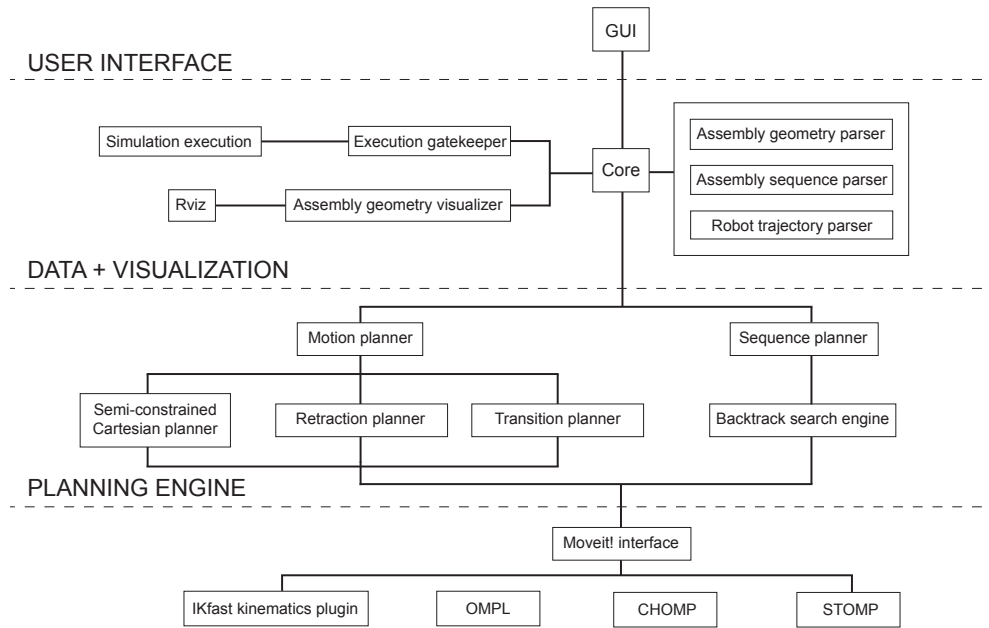 GUI
USER INTERFACE
Simulation execution
Execution gatekeeper
Rviz
Assembly geometry visualizer
Core
Assembly geometry parser
Assembly sequence parser
Robot trajectory parser
DATA + VISUALIZATION
Motion planner
Sequence planner
Semi-constrained
Cartesian planner
Retraction planner
Transition planner
Backtrack search engine
PLANNING ENGINE
Moveit! interface
IKfast kinematics plugin
OMPL
CHOMP
STOMP